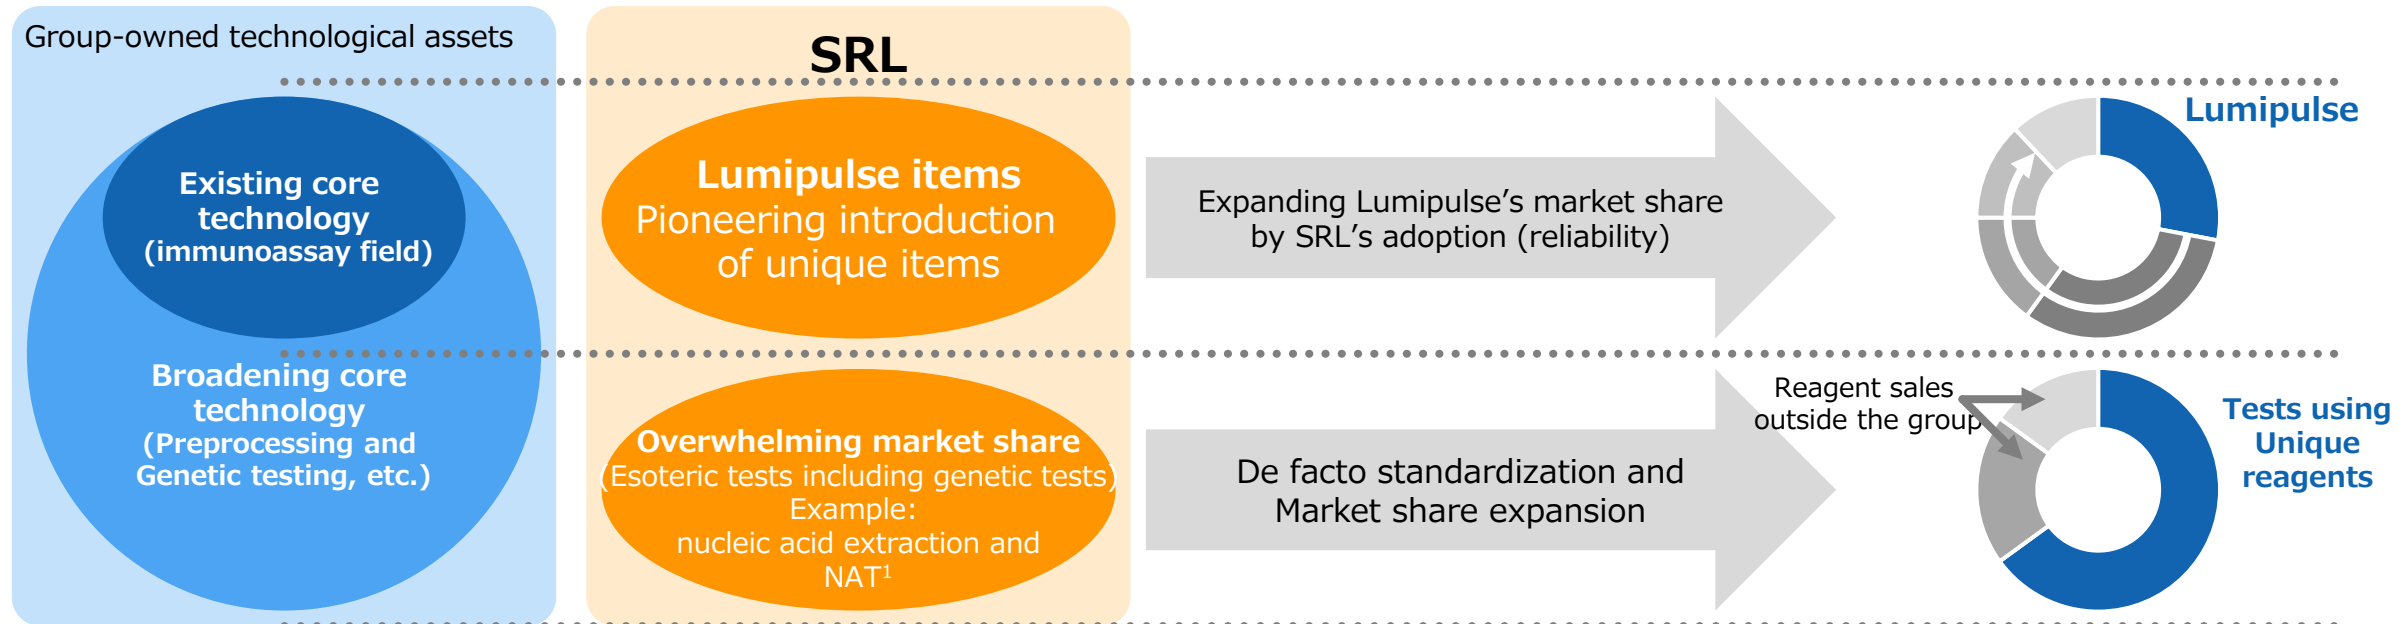 Group-owned technological assets
Existing core
technology
(immunoassay field)
Broadening core
technology
(Preprocessing and
Genetic testing, etc.)
SRL
Lumipulse items
Pioneering introduction
of unique items
Overwhelming market share
(Esoteric tests including genetic tests)
Example:
nucleic acid extraction and
NAT¹
Expanding Lumipulse’s market share
by SRL’s adoption (reliability)
De facto standardization and
Market share expansion
Lumipulse
Reagent sales
outside the group
Tests using
Unique
reagents